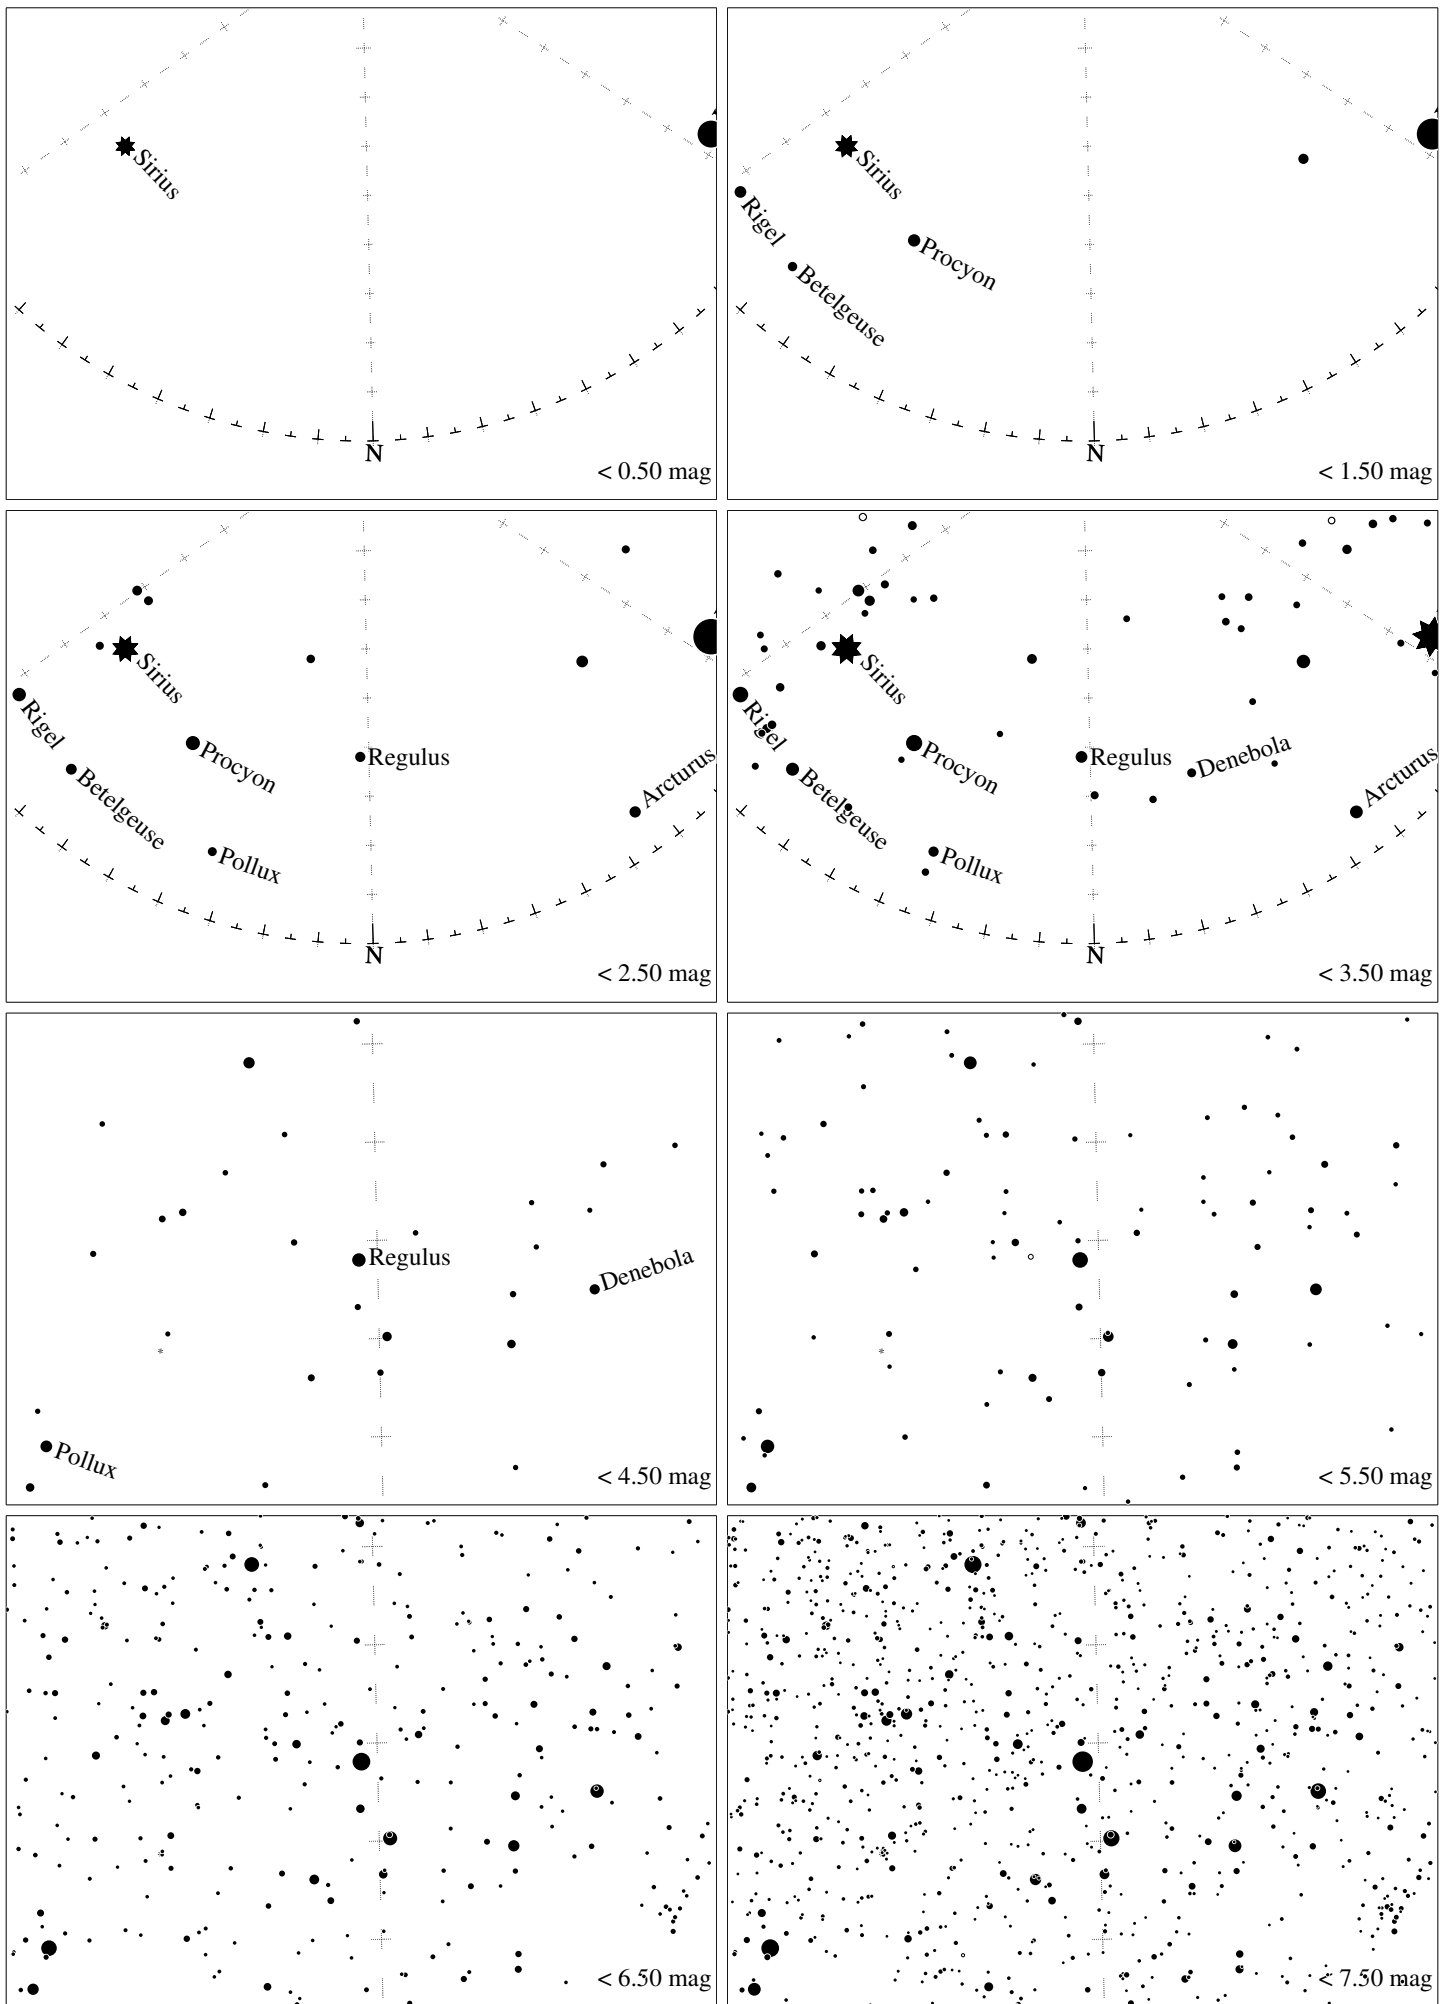 Sirius
N
< 0.50 mag
Sirius
Rigel
Procyon
Betelgeuse
N
< 1.50 mag
Sirius
Rigel
Procyon
Regulus
Betelgeuse
Arcturus
Pollux
N
< 2.50 mag
Sirius
Rigel
Procyon
Regulus
Denebola
Betelgeuse
Arcturus
Pollux
N
< 3.50 mag
Regulus
Denebola
Pollux
< 4.50 mag
< 5.50 mag
< 6.50 mag
< 7.50 mag